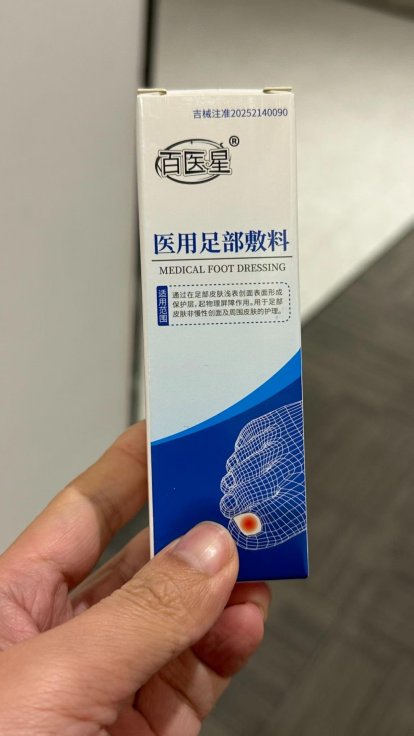 吉械注准20252140090
百医星®
医用足部敷料
MEDICAL FOOT DRESSING
适用范围
通过在足部皮肤浅表创面表面形成
保护层，起物理屏障作用。用于足部
皮肤非慢性创面及周围皮肤的护理。